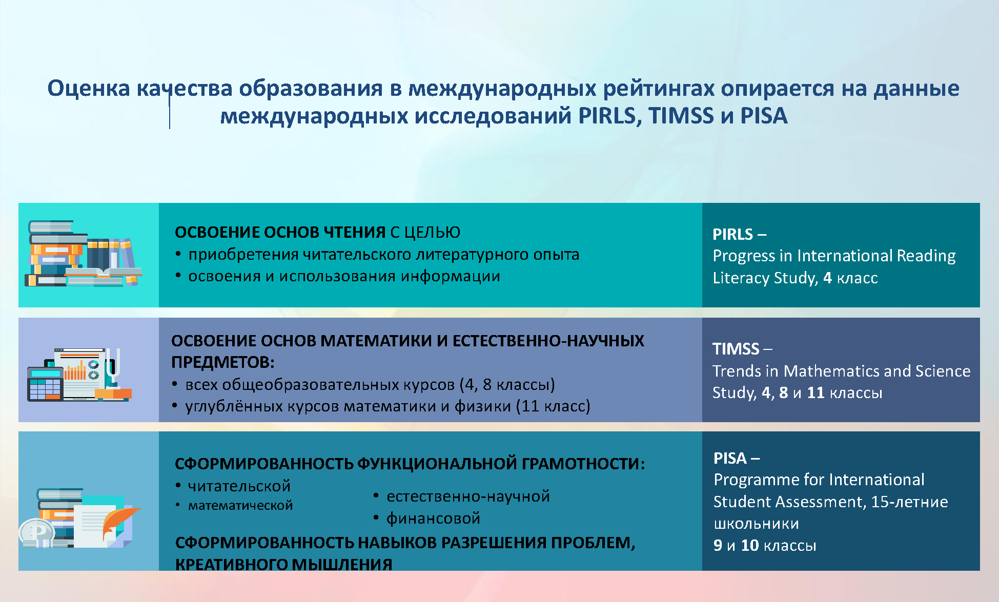 Оценка качества образования в международных рейтингах опирается на данные
международных исследований PIRLS, TIMSS и PISA
ОСВОЕНИЕ ОСНОВ ЧТЕНИЯ С ЦЕЛЬЮ
• приобретения читательского литературного опыта
• освоения и использования информации
PIRLS –
Progress in International Reading
Literacy Study, 4 класс
ОСВОЕНИЕ ОСНОВ МАТЕМАТИКИ И ЕСТЕСТВЕННО-НАУЧНЫХ
ПРЕДМЕТОВ:
• всех общеобразовательных курсов (4, 8 классы)
• углублённых курсов математики и физики (11 класс)
TIMSS –
Trends in Mathematics and Science
Study, 4, 8 и 11 классы
СФОРМИРОВАННОСТЬ ФУНКЦИОНАЛЬНОЙ ГРАМОТНОСТИ:
• читательской
• математической
• естественно-научной
• финансовой
СФОРМИРОВАННОСТЬ НАВЫКОВ РАЗРЕШЕНИЯ ПРОБЛЕМ,
КРЕАТИВНОГО МЫШЛЕНИЯ
PISA –
Programme for International
Student Assessment, 15-летние
школьники
9 и 10 классы